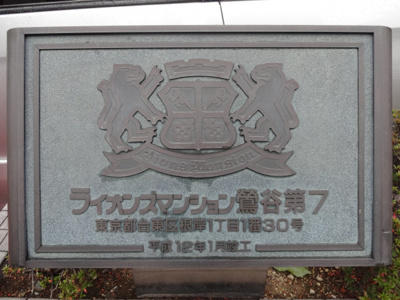 Lions Mansion
ライオンズマンション鶯谷第7
東京都台東区根岸1丁目1番30号
平成12年1月竣工